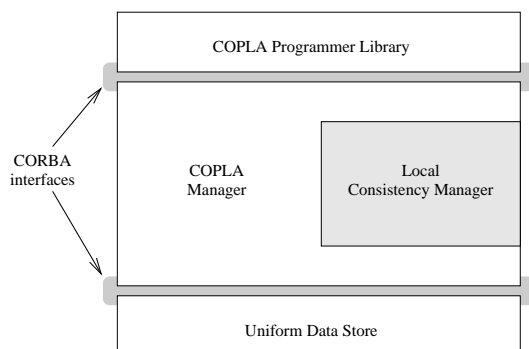 COPLA Programmer Library
CORBA
interfaces
COPLA
Manager
Local
Consistency Manager
Uniform Data Store